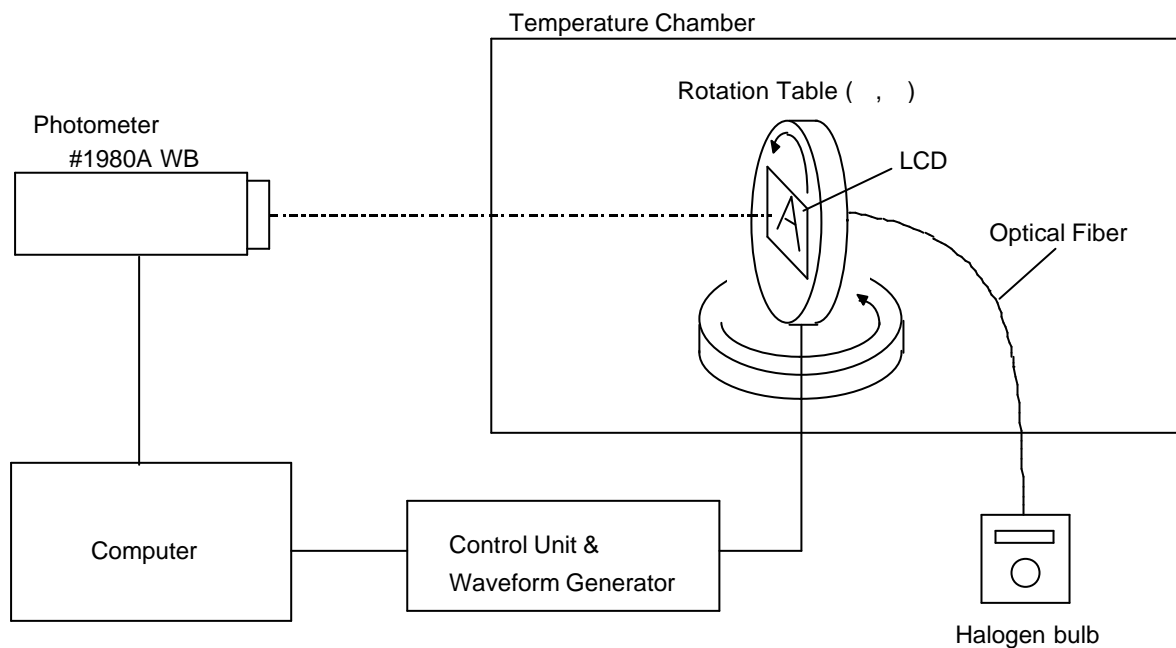 Temperature Chamber
Rotation Table ( , )
Photometer
#1980A WB
LCD
A
Optical Fiber
Computer
Control Unit &
Waveform Generator
Halogen bulb